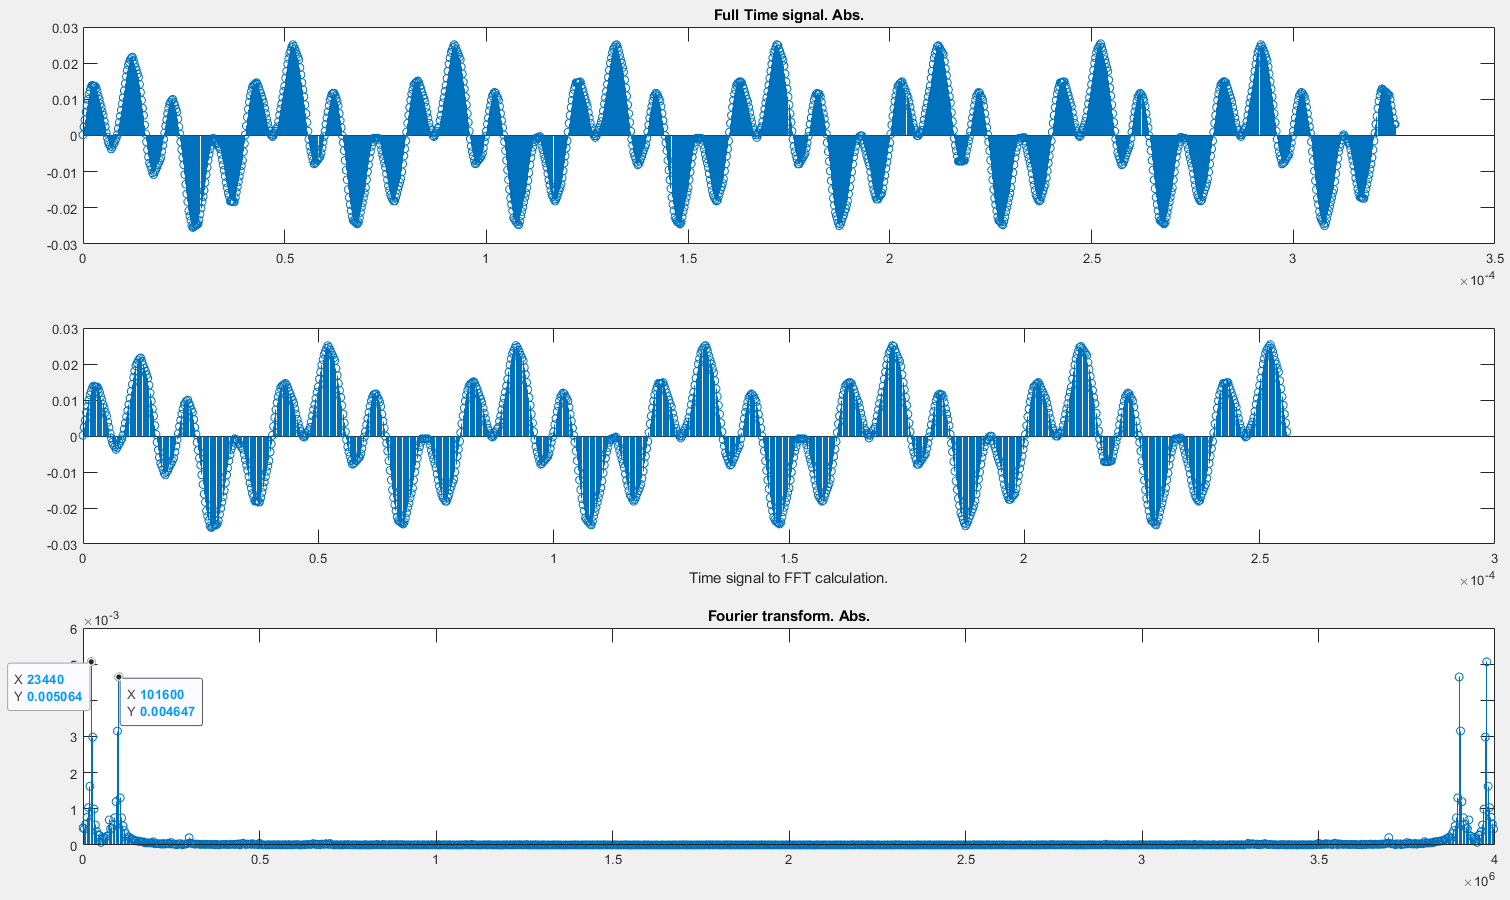 Full Time signal. Abs.
0.03
0.02
0.01
0
-0.01
-0.02
-0.03
0 0.5 1 1.5 2 2.5 3 3.5
×10-4
0.03
0.02
0.01
0
-0.01
-0.02
-0.03
0 0.5 1 1.5 2 2.5 3
Time signal to FFT calculation.
×10-4
Fourier transform. Abs.
×10-3
6
X 23440
Y 0.005064
X 101600
Y 0.004647
3
2
1
0
0 0.5 1 1.5 2 2.5 3 3.5 4
×106